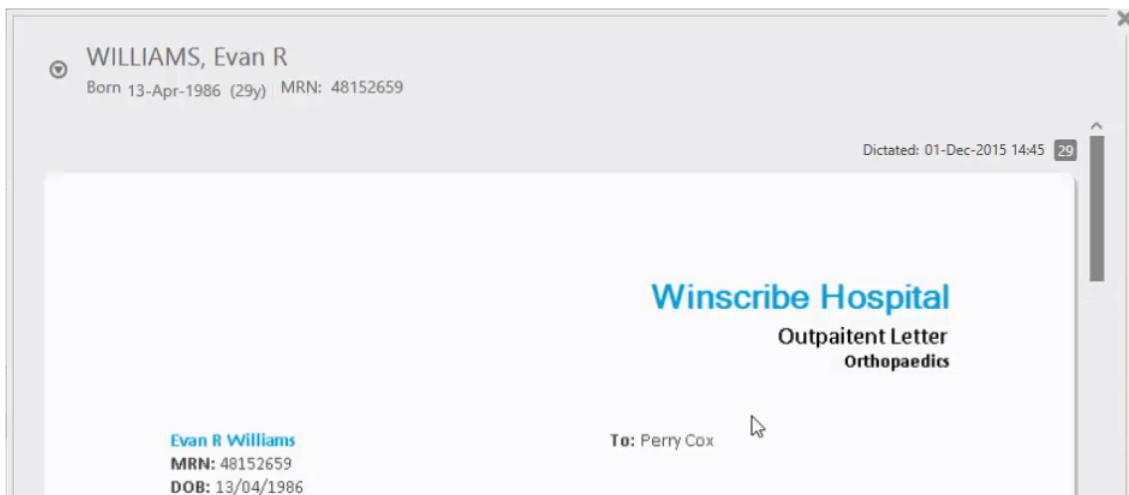 WILLIAMS, Evan R
Born 13-Apr-1986 (29y) MRN: 48152659
Dictated: 01-Dec-2015 14:45 29
Winscribe Hospital
Outpaitent Letter
Orthopaedics
Evan R Williams
MRN: 48152659
DOB: 13/04/1986
To: Perry Cox